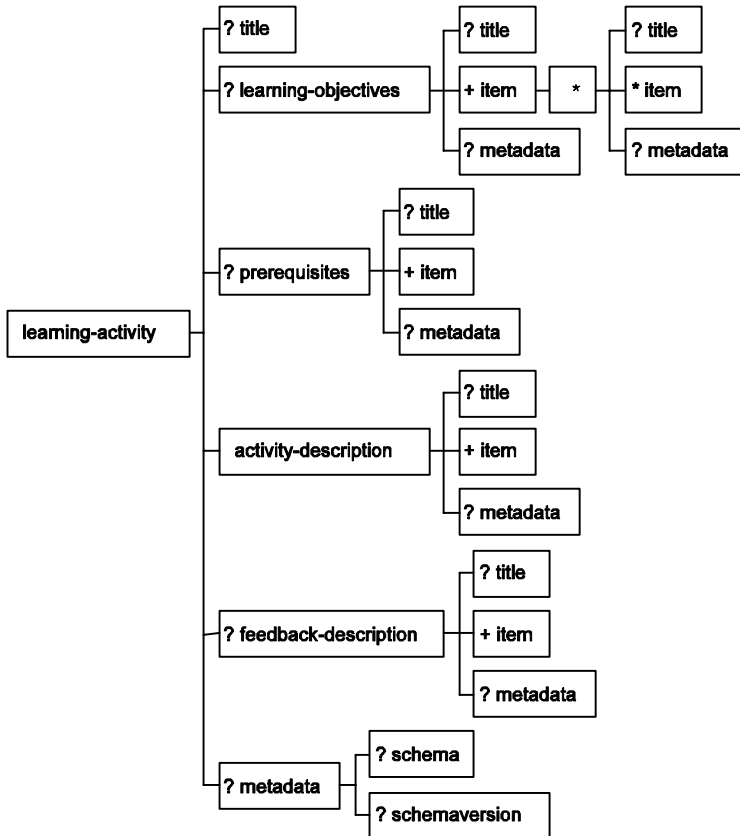 ? title
? learning-objectives
? title
+ item
? metadata
*
? title
* item
? metadata
? prerequisites
? title
+ item
? metadata
learning-activity
activity-description
? title
+ item
? metadata
? feedback-description
? title
+ item
? metadata
? metadata
? schema
? schemaversion